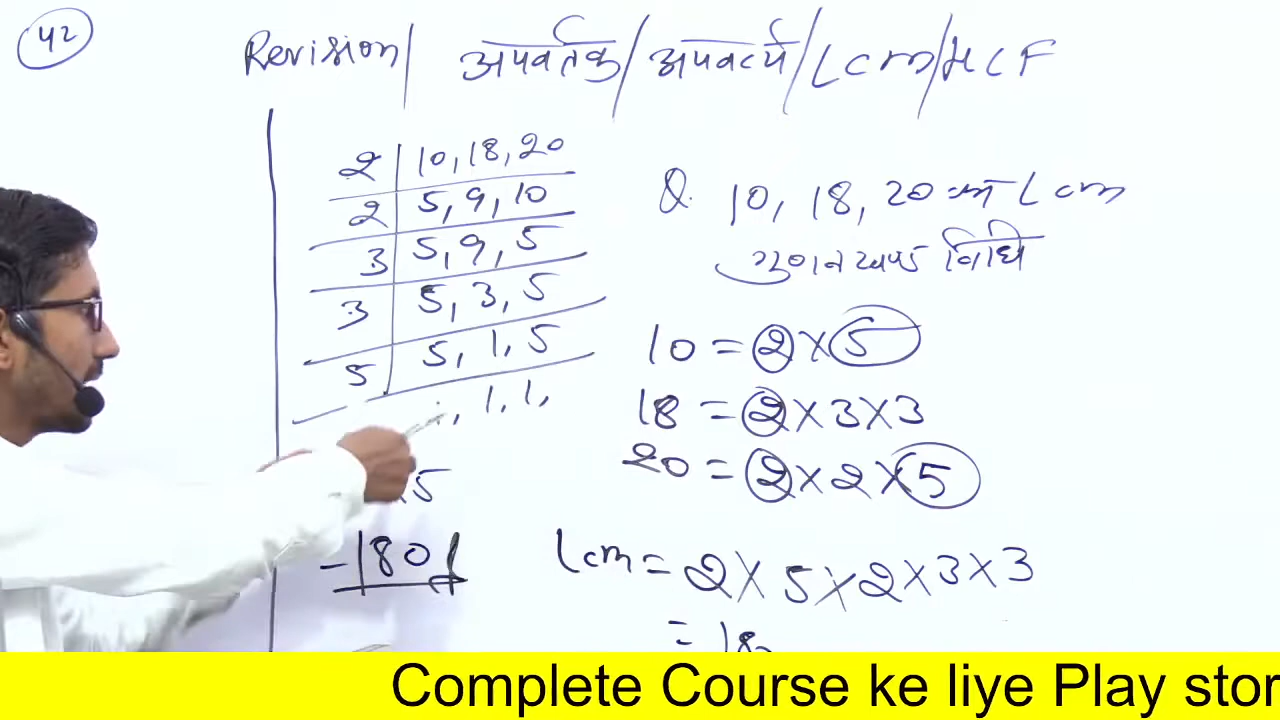 42
Revision / अपवर्तक / अपवर्त्य / Lcm / HCF
2 | 10, 18, 20
2 | 5, 9, 10
3 | 5, 9, 5
3 | 5, 3, 5
5 | 5, 1, 5
1, 1,
×5
= 180
Q. 10, 18, 20 का Lcm
गुणनखण्ड विधि
10 = 2×5
18 = 2×3×3
20 = 2×2×5
Lcm = 2×5×2×3×3
= 18
Complete Course ke liye Play stor